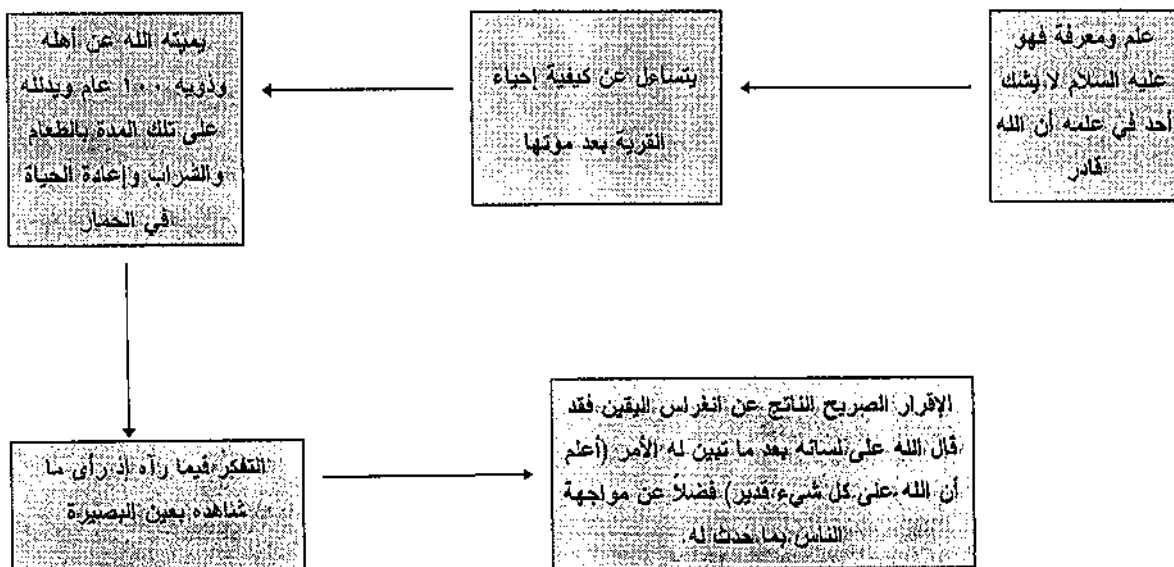 علم ومعرفة فهو
عليه السلام لا يشك
أحد في علمه أن الله
قادر
يتساءل عن كيفية إحياء
القرية بعد موتها
يميته الله عن أهله
وذويه ١٠٠ عام ويدلله
على تلك المدة بالطعام
والشراب وإعادة الحياة
في الحمار
التفكر فيما رآه إذ رأى ما
شاهده بعين البصيرة
الإقرار الصريح الناتج عن انغراس اليقين فقد
قال الله على لسانه بعد ما تبين له الأمر (أعلم
أن الله على كل شيء قدير) فضلاً عن مواجهة
الناس بما حدث له